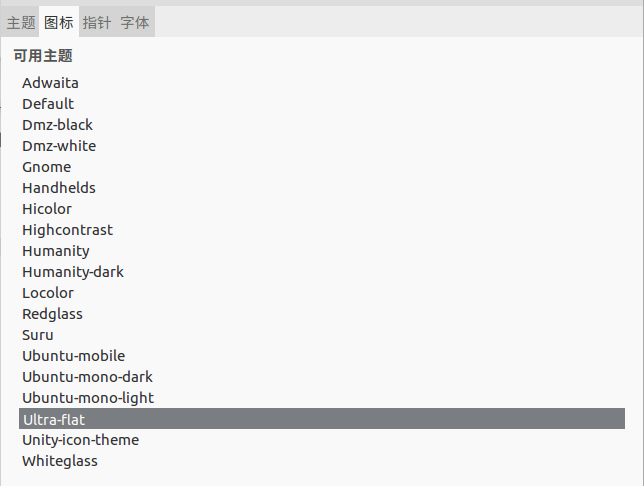 主题 图标 指针 字体
可用主题
Adwaita
Default
Dmz-black
Dmz-white
Gnome
Handhelds
Hicolor
Highcontrast
Humanity
Humanity-dark
Locolor
Redglass
Suru
Ubuntu-mobile
Ubuntu-mono-dark
Ubuntu-mono-light
Ultra-flat
Unity-icon-theme
Whiteglass